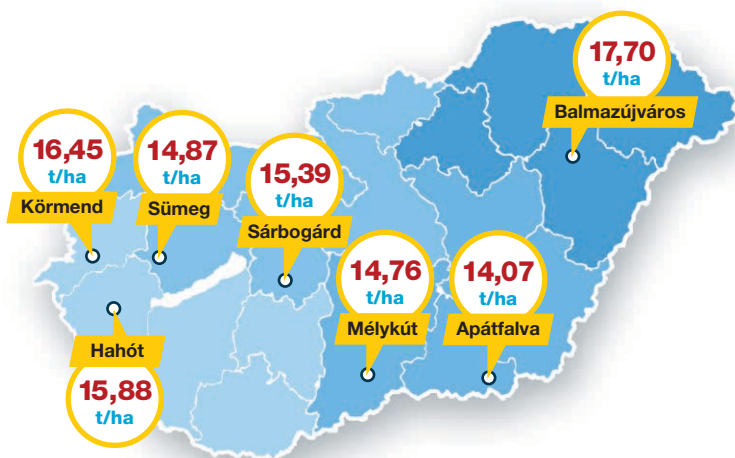 17,70
t/ha
Balmazújváros
16,45
t/ha
Körmend
14,87
t/ha
Sümeg
15,39
t/ha
Sárbogárd
14,76
t/ha
Mélykút
14,07
t/ha
Apátfalva
Hahót
15,88
t/ha